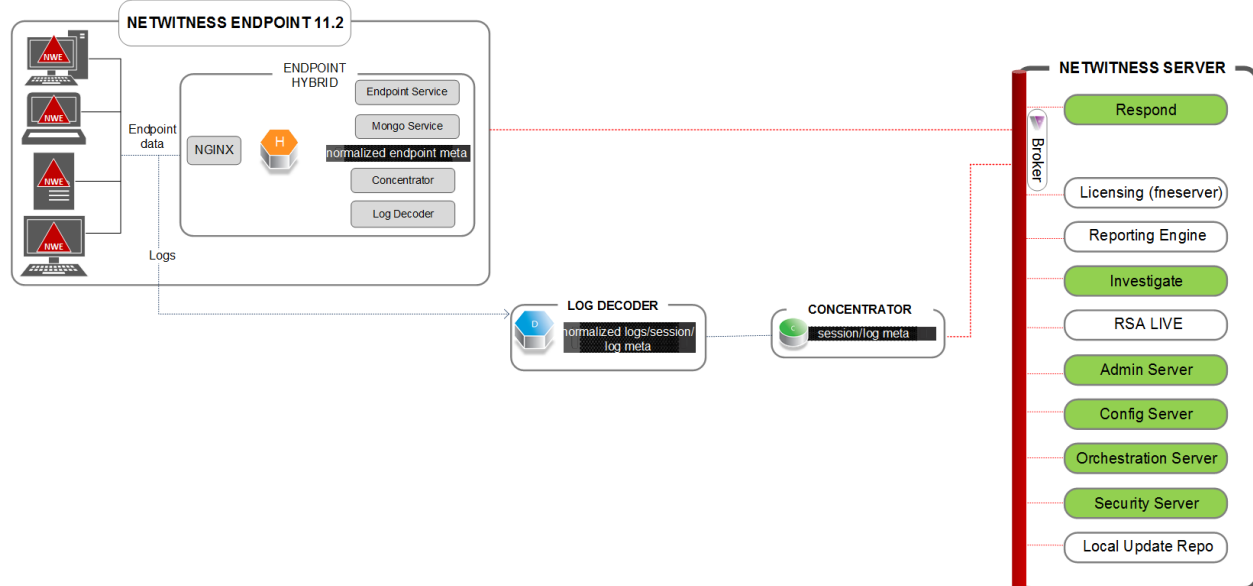 NETWITNESS ENDPOINT 11.2
NWE
NWE
NWE
NWE
Endpoint
data
Logs
ENDPOINT
HYBRID
NGINX
H
Endpoint Service
Mongo Service
normalized endpoint meta
Concentrator
Log Decoder
LOG DECODER
D
normalized logs/session/
log meta
CONCENTRATOR
C
session/log meta
NETWITNESS SERVER
Broker
Respond
Licensing (fneserver)
Reporting Engine
Investigate
RSA LIVE
Admin Server
Config Server
Orchestration Server
Security Server
Local Update Repo